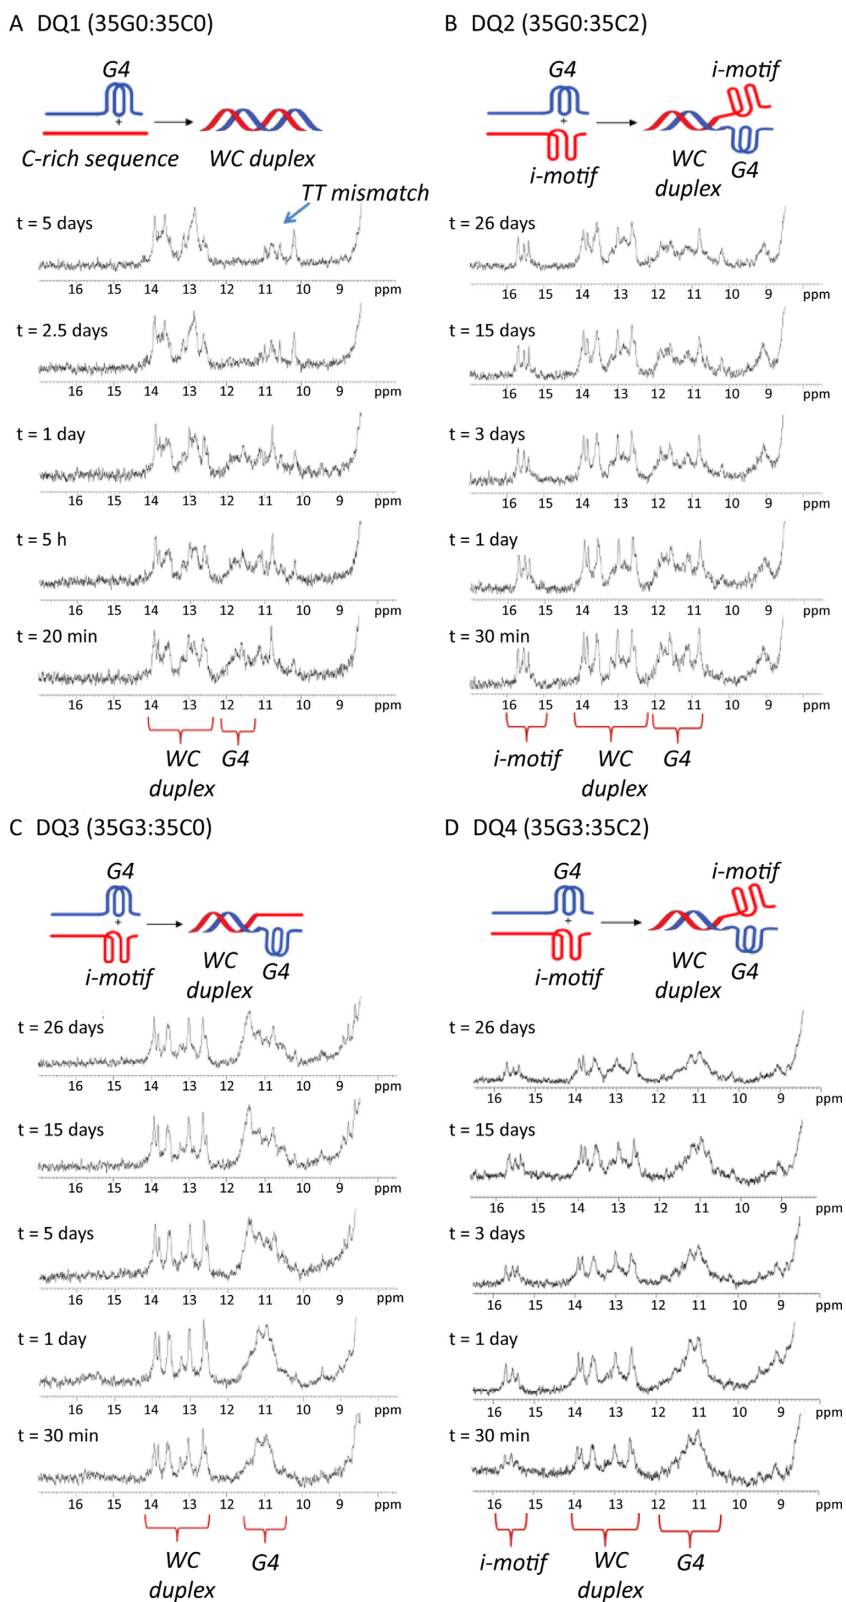 A DQ1 (35G0:35C0)
G4
+
C-rich sequence
WC duplex
TT mismatch
t = 5 days
16 15 14 13 12 11 10 9 ppm
t = 2.5 days
16 15 14 13 12 11 10 9 ppm
t = 1 day
16 15 14 13 12 11 10 9 ppm
t = 5 h
16 15 14 13 12 11 10 9 ppm
t = 20 min
16 15 14 13 12 11 10 9 ppm
WC
duplex
G4
B DQ2 (35G0:35C2)
G4
+
i-motif
i-motif
WC
duplex
G4
t = 26 days
16 15 14 13 12 11 10 9 ppm
t = 15 days
16 15 14 13 12 11 10 9 ppm
t = 3 days
16 15 14 13 12 11 10 9 ppm
t = 1 day
16 15 14 13 12 11 10 9 ppm
t = 30 min
16 15 14 13 12 11 10 9 ppm
i-motif
WC
duplex
G4
C DQ3 (35G3:35C0)
G4
+
i-motif
WC
duplex
G4
t = 26 days
16 15 14 13 12 11 10 9 ppm
t = 15 days
16 15 14 13 12 11 10 9 ppm
t = 5 days
16 15 14 13 12 11 10 9 ppm
t = 1 day
16 15 14 13 12 11 10 9 ppm
t = 30 min
16 15 14 13 12 11 10 9 ppm
WC
duplex
G4
D DQ4 (35G3:35C2)
G4
+
i-motif
i-motif
WC
duplex
G4
t = 26 days
16 15 14 13 12 11 10 9 ppm
t = 15 days
16 15 14 13 12 11 10 9 ppm
t = 3 days
16 15 14 13 12 11 10 9 ppm
t = 1 day
16 15 14 13 12 11 10 9 ppm
t = 30 min
16 15 14 13 12 11 10 9 ppm
i-motif
WC
duplex
G4